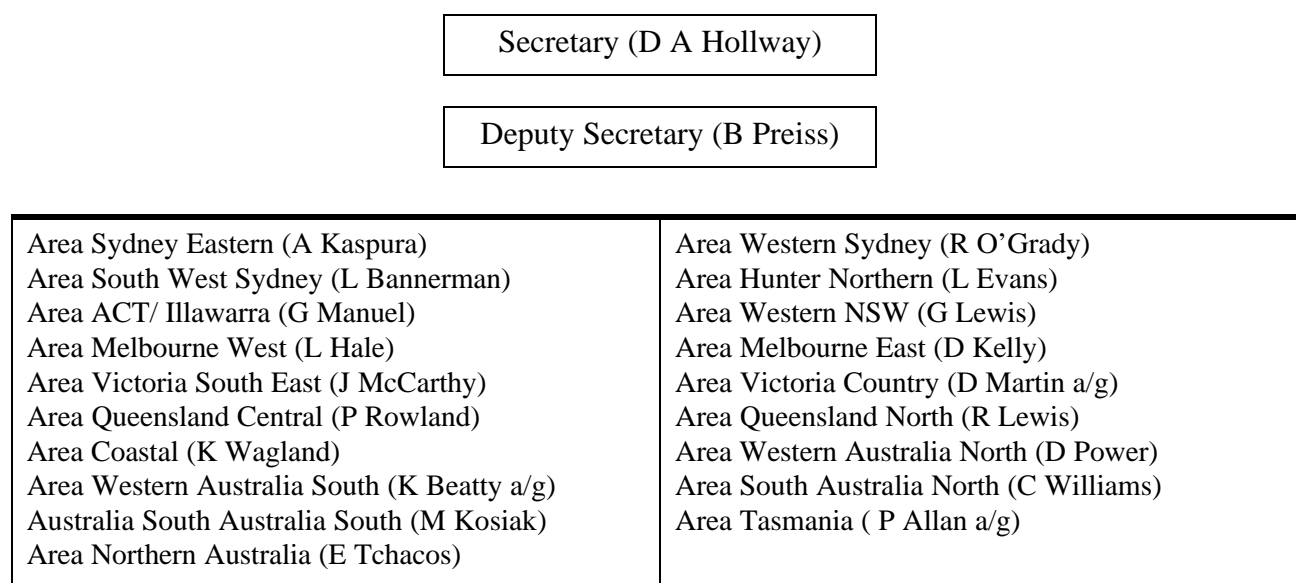 Secretary (D A Hollway)
Deputy Secretary (B Preiss)
Area Sydney Eastern (A Kaspura)
Area South West Sydney (L Bannerman)
Area ACT/ Illawarra (G Manuel)
Area Melbourne West (L Hale)
Area Victoria South East (J McCarthy)
Area Queensland Central (P Rowland)
Area Coastal (K Wagland)
Area Western Australia South (K Beatty a/g)
Australia South Australia South (M Kosiak)
Area Northern Australia (E Tchacos)
Area Western Sydney (R O’Grady)
Area Hunter Northern (L Evans)
Area Western NSW (G Lewis)
Area Melbourne East (D Kelly)
Area Victoria Country (D Martin a/g)
Area Queensland North (R Lewis)
Area Western Australia North (D Power)
Area South Australia North (C Williams)
Area Tasmania ( P Allan a/g)